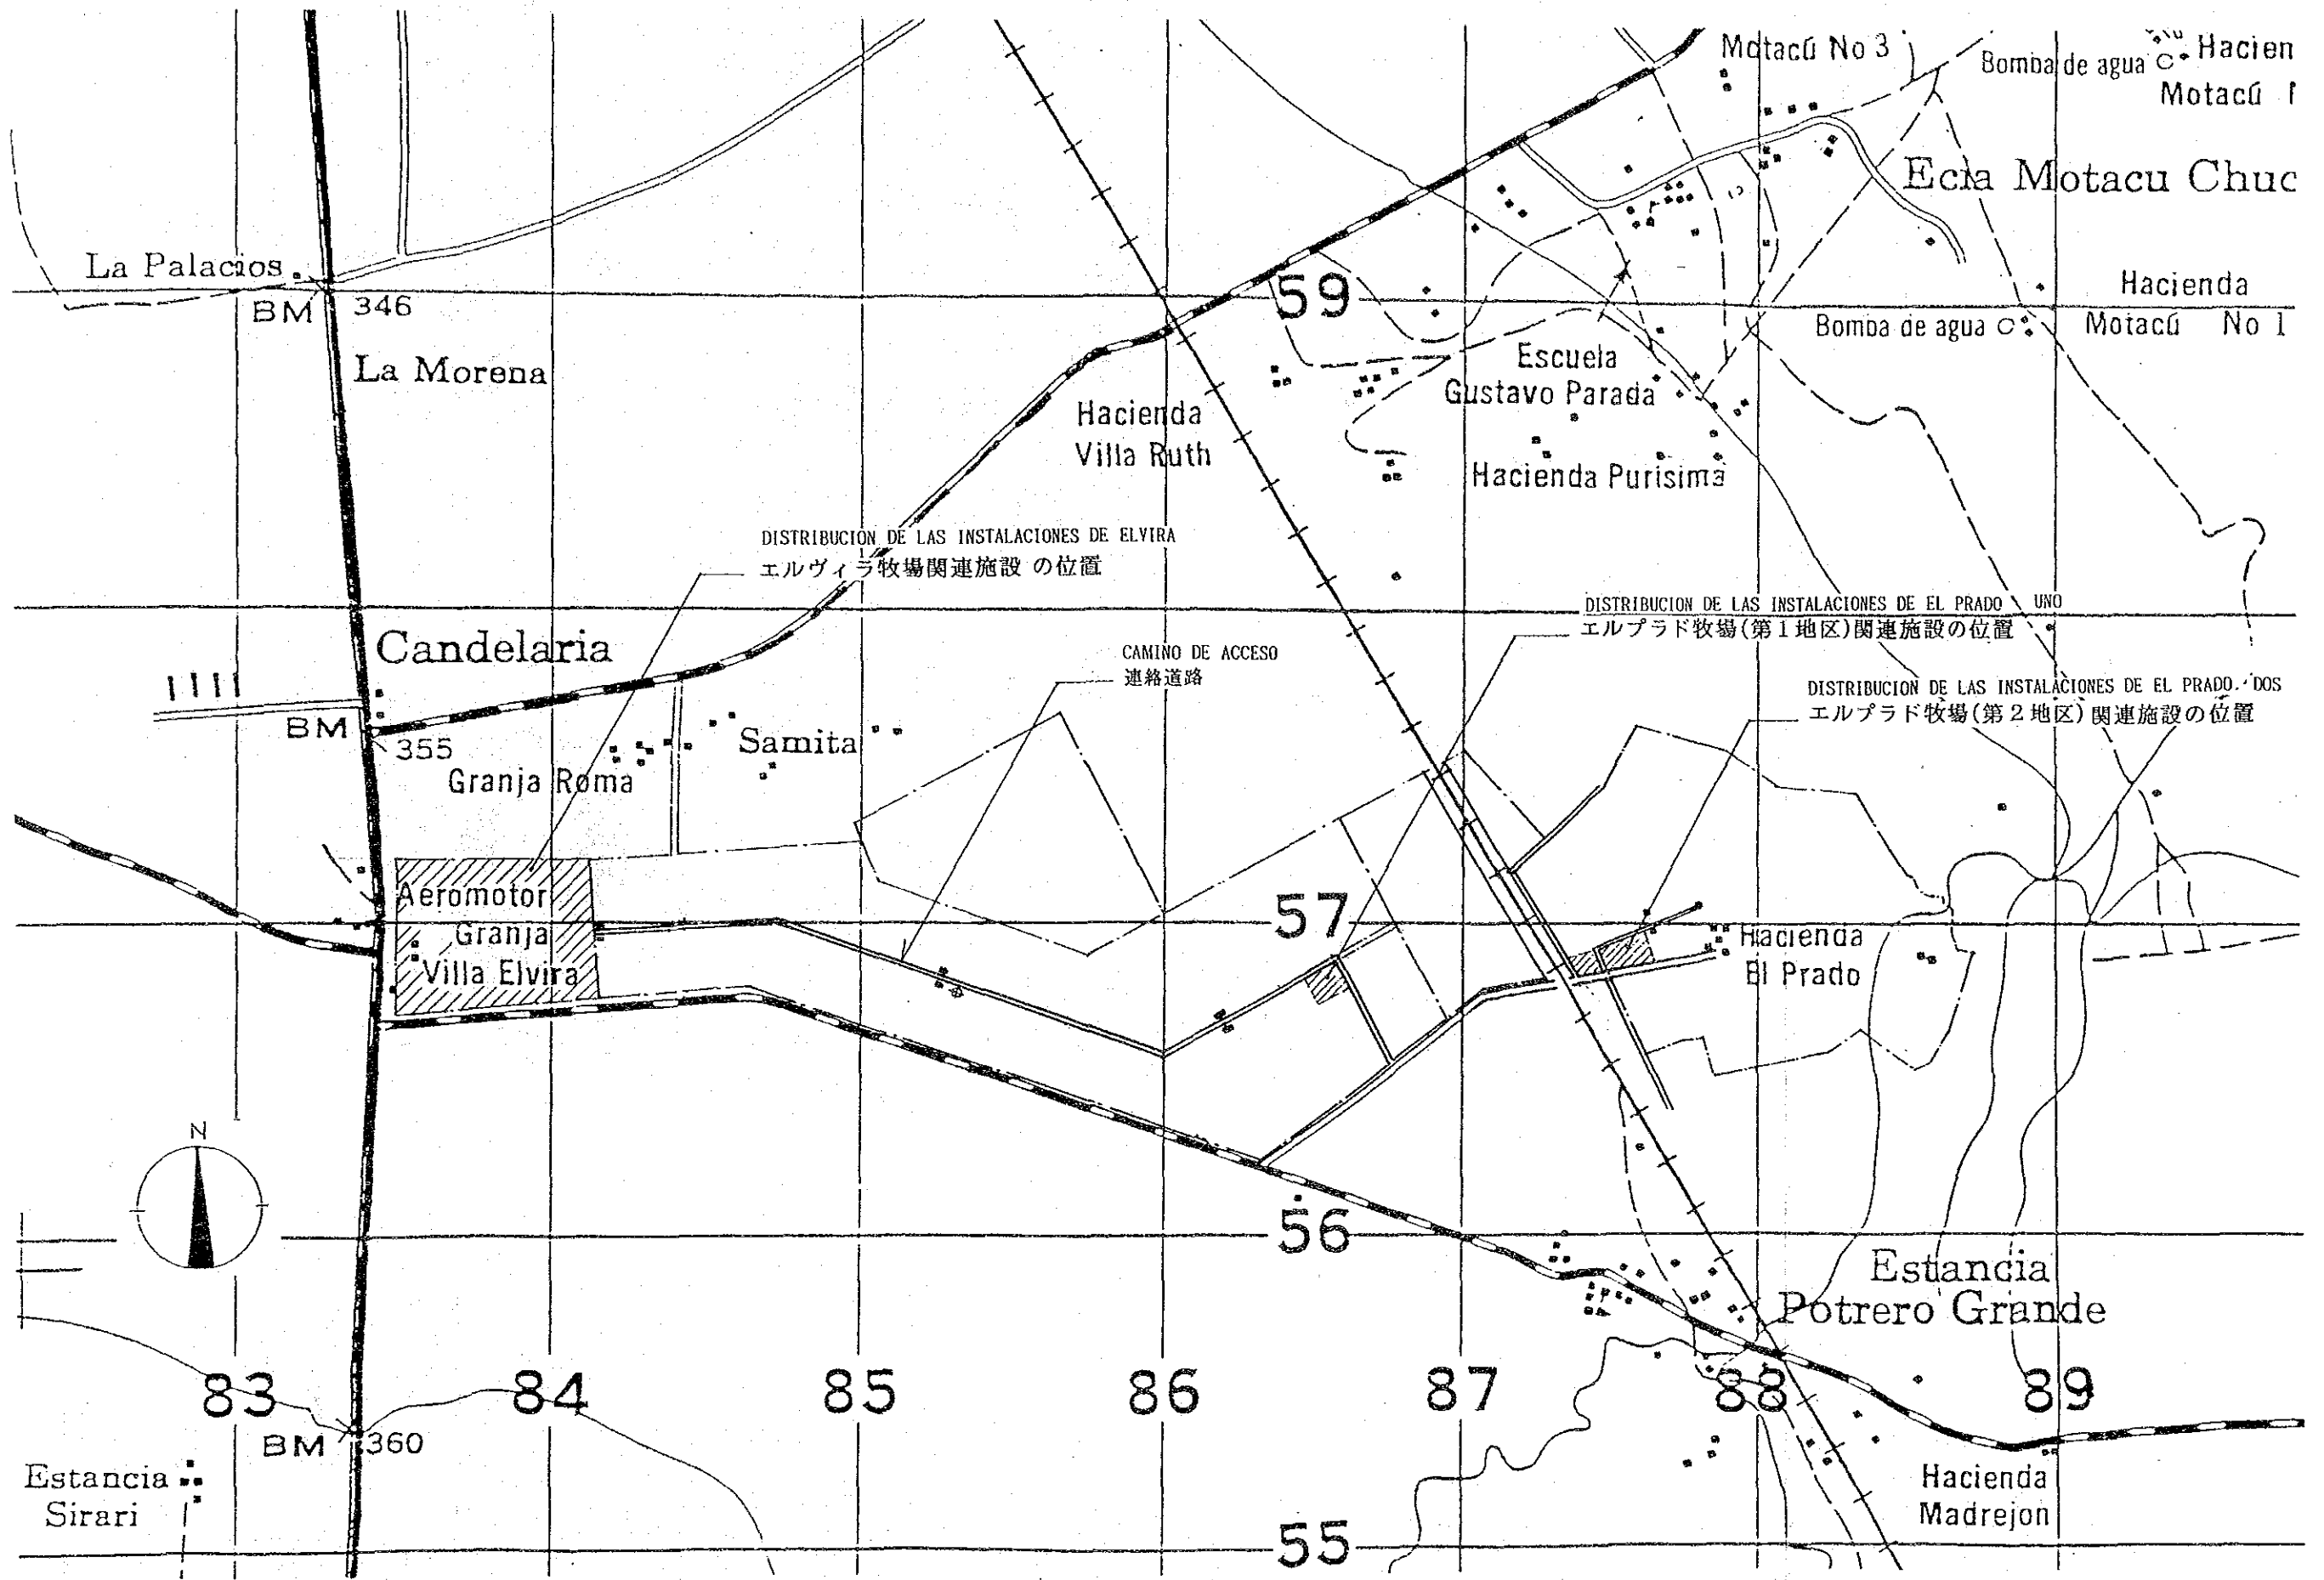 Motacú No 3
Bomba de agua
Hacien
Motacú
Ecia Motacu Chuc
La Palacios
BM 346
59
Hacienda
Motacú No 1
Bomba de agua
La Morena
Escuela
Gustavo Parada
Hacienda
Villa Ruth
Hacienda Purisima
DISTRIBUCION DE LAS INSTALACIONES DE ELVIRA
エルヴィラ牧場関連施設の位置
DISTRIBUCION DE LAS INSTALACIONES DE EL PRADO UNO
エルプラド牧場(第1地区)関連施設の位置
Candelaria
CAMINO DE ACCESO
連絡道路
DISTRIBUCION DE LAS INSTALACIONES DE EL PRADO DOS
エルプラド牧場(第2地区)関連施設の位置
BM 355
Samita
Granja Roma
Aeromotor
Granja
Villa Elvira
57
Hacienda
El Prado
N
56
Estancia
Potrero Grande
83 84 85 86 87 88 89
BM 360
Estancia
Sirari
Hacienda
Madrejon
55